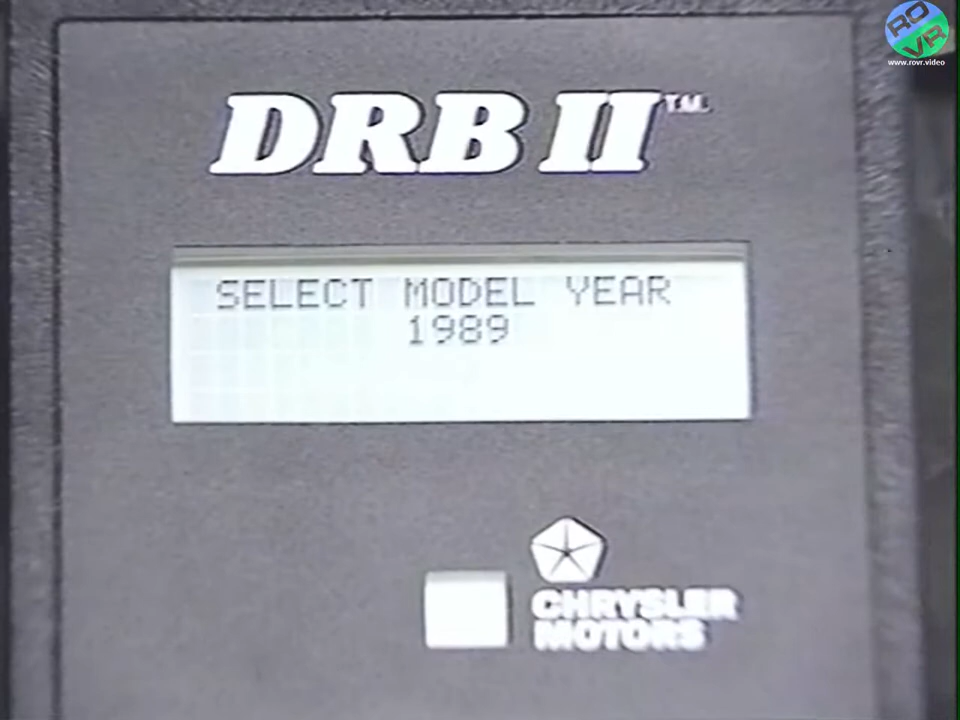 RO
VR
www.rovr.video
DRB II™
SELECT MODEL YEAR
1989
CHRYSLER
MOTORS